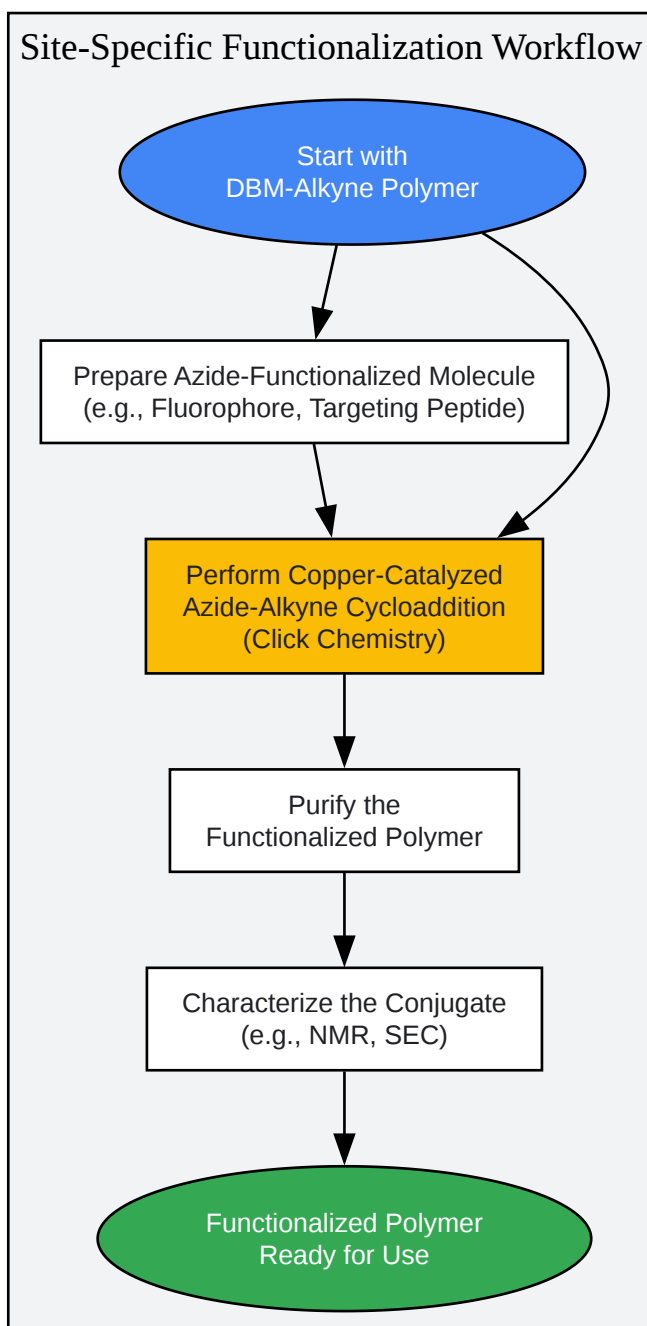 Site-Specific Functionalization Workflow
Start with
DBM-Alkyne Polymer
Prepare Azide-Functionalized Molecule
(e.g., Fluorophore, Targeting Peptide)
Perform Copper-Catalyzed
Azide-Alkyne Cycloaddition
(Click Chemistry)
Purify the
Functionalized Polymer
Characterize the Conjugate
(e.g., NMR, SEC)
Functionalized Polymer
Ready for Use